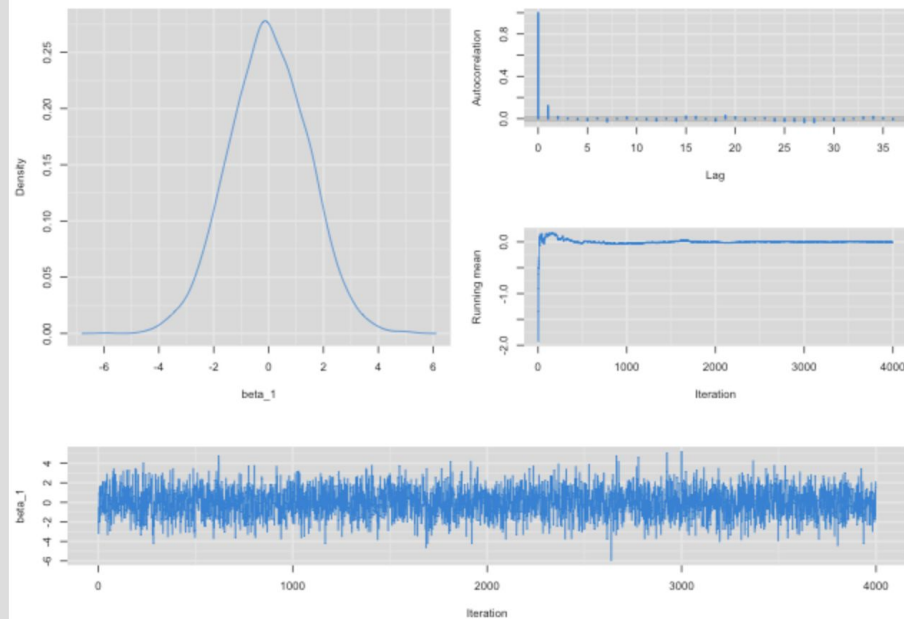 Density
0.00 0.05 0.10 0.15 0.20 0.25
-6 -4 -2 0 2 4 6
beta_1
Autocorrelation
0.0 0.4 0.8
0 5 10 15 20 25 30 35
Lag
Running mean
-2.0 -1.0 0.0
0 1000 2000 3000 4000
Iteration
beta_1
-6 -4 -2 0 2 4
0 1000 2000 3000 4000
Iteration